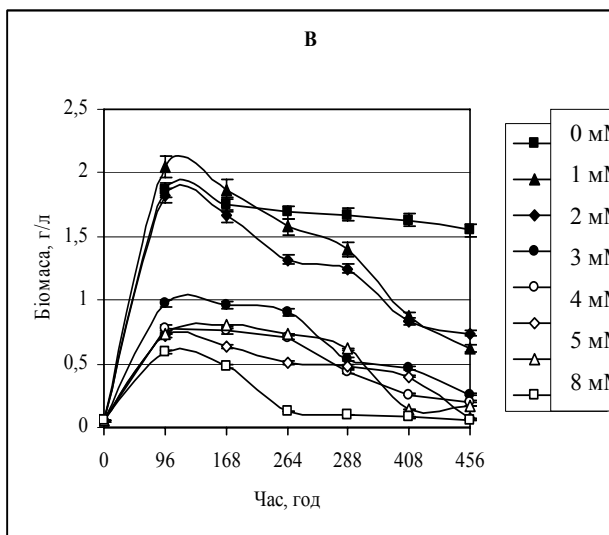 В
2,5
2
1,5
1
0,5
0
Біомаса, г/л
0 96 168 264 288 408 456
Час, год
0 мМ
1 мМ
2 мМ
3 мМ
4 мМ
5 мМ
8 мМ